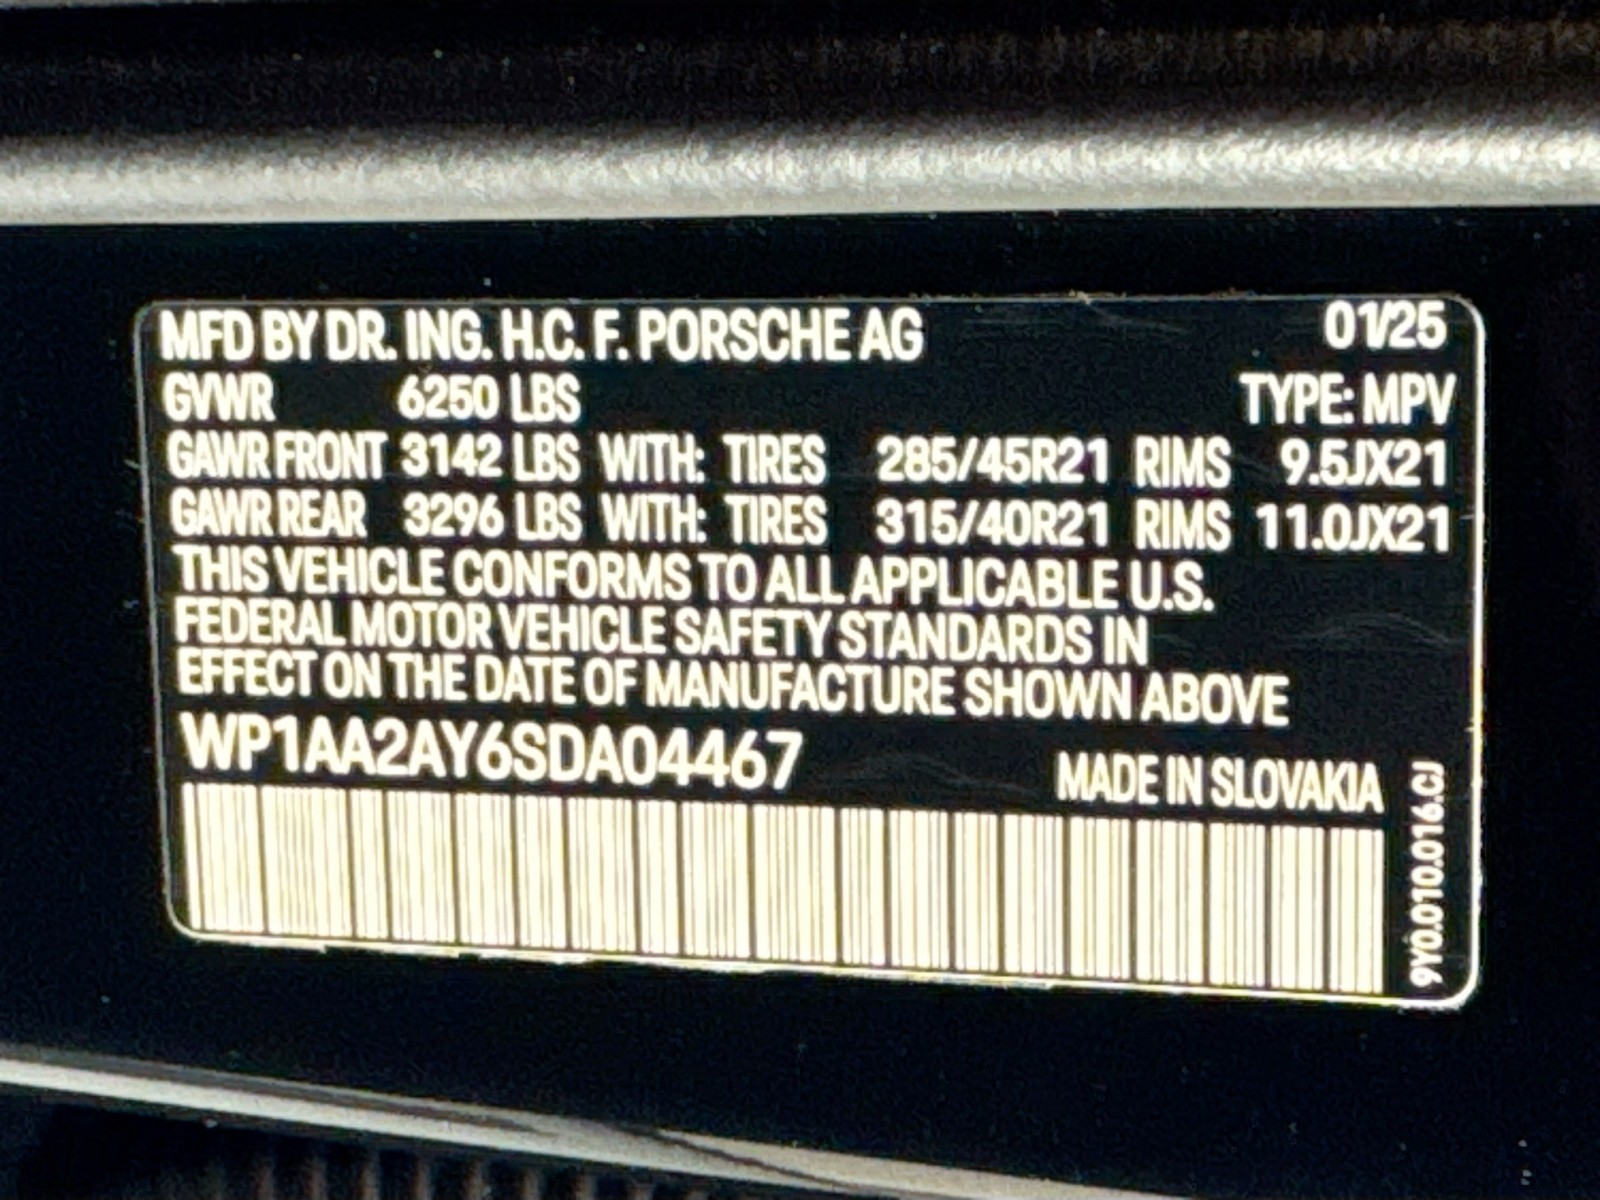 MFD BY DR. ING. H.C. F. PORSCHE AG 01/25
GVWR 6250 LBS TYPE: MPV
GAWR FRONT 3142 LBS WITH: TIRES 285/45R21 RIMS 9.5JX21
GAWR REAR 3296 LBS WITH: TIRES 315/40R21 RIMS 11.0JX21
THIS VEHICLE CONFORMS TO ALL APPLICABLE U.S.
FEDERAL MOTOR VEHICLE SAFETY STANDARDS IN
EFFECT ON THE DATE OF MANUFACTURE SHOWN ABOVE
WP1AA2AY6SDA04467
MADE IN SLOVAKIA
9Y0.010.016.CJ